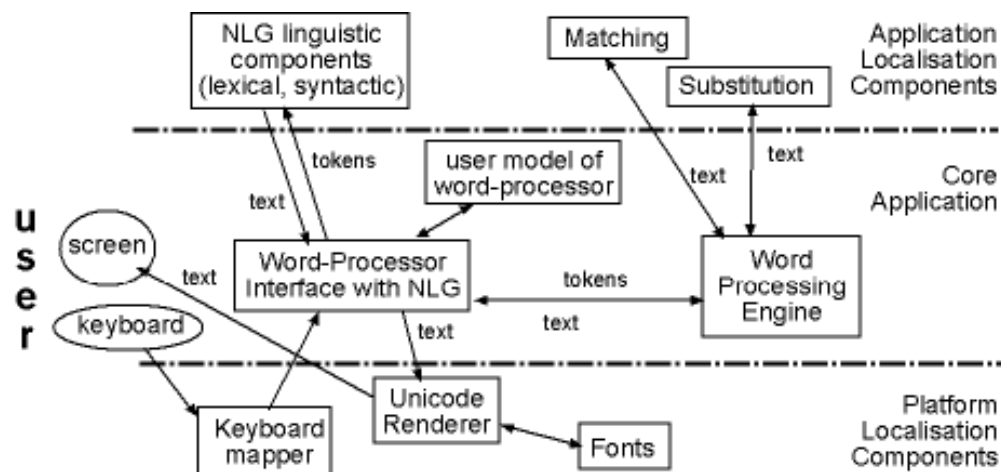 NLG linguistic
components
(lexical, syntactic)
Matching
Substitution
Application
Localisation
Components
tokens
text
user model of
word-processor
text
text
Core
Application
user
screen
keyboard
text
Word-Processor
Interface with NLG
tokens
text
Word
Processing
Engine
text
Keyboard
mapper
Unicode
Renderer
Fonts
Platform
Localisation
Components